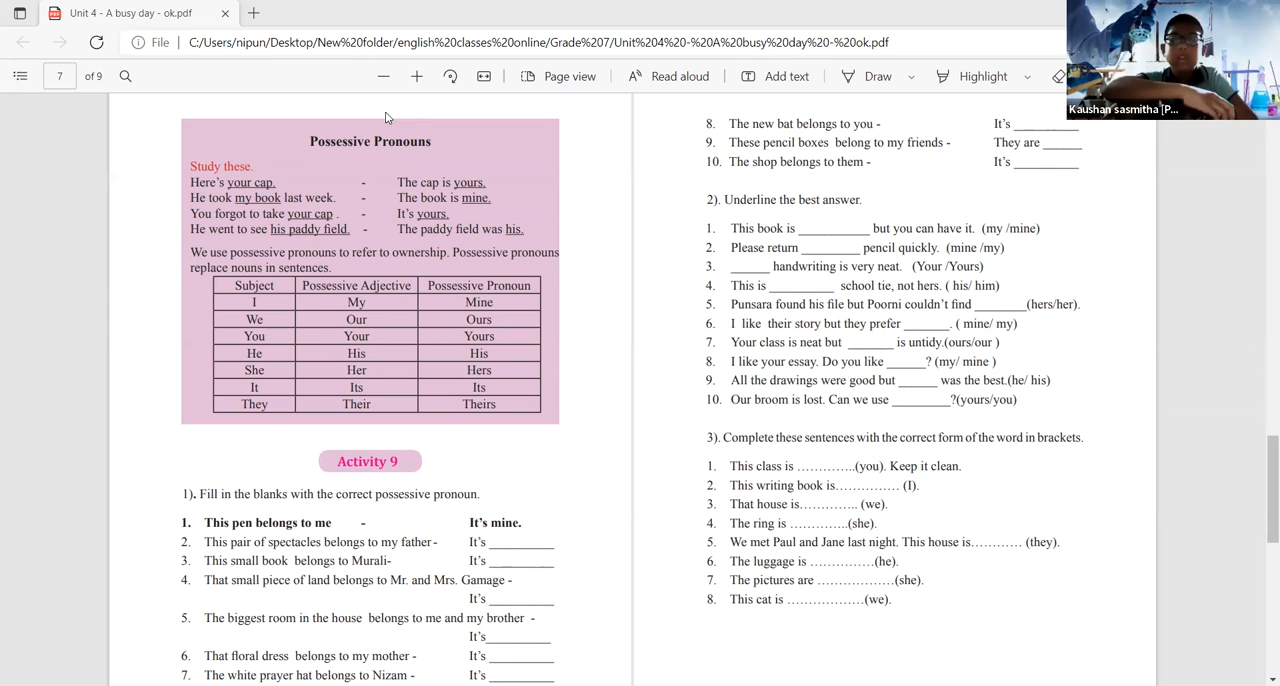 Unit 4 - A busy day - ok.pdf
File | C:/Users/nipun/Desktop/New%20folder/english%20classes%20online/Grade%207/Unit%204%20-%20A%20busy%20day%20-%20ok.pdf
7 of 9 Page view Read aloud Add text Draw Highlight
Kaushan sasmitha [P...
Possessive Pronouns
Study these.
Here's your cap. - The cap is yours.
He took my book last week. - The book is mine.
You forgot to take your cap . - It's yours.
He went to see his paddy field. - The paddy field was his.
We use possessive pronouns to refer to ownership. Possessive pronouns
replace nouns in sentences.
Subject Possessive Adjective Possessive Pronoun
I My Mine
We Our Ours
You Your Yours
He His His
She Her Hers
It Its Its
They Their Theirs
Activity 9
1). Fill in the blanks with the correct possessive pronoun.
1. This pen belongs to me - It's mine.
2. This pair of spectacles belongs to my father - It's __________
3. This small book belongs to Murali- It's __________
4. That small piece of land belongs to Mr. and Mrs. Gamage -
It's __________
5. The biggest room in the house belongs to me and my brother -
It's__________
6. That floral dress belongs to my mother - It's __________
7. The white prayer hat belongs to Nizam - It's __________
8. The new bat belongs to you - It's __________
9. These pencil boxes belong to my friends - They are ______
10. The shop belongs to them - It's __________
2). Underline the best answer.
1. This book is ___________ but you can have it. (my /mine)
2. Please return _________ pencil quickly. (mine /my)
3. ______ handwriting is very neat. (Your /Yours)
4. This is __________ school tie, not hers. ( his/ him)
5. Punsara found his file but Poorni couldn't find ________(hers/her).
6. I like their story but they prefer _______. ( mine/ my)
7. Your class is neat but _______ is untidy.(ours/our )
8. I like your essay. Do you like ______? (my/ mine )
9. All the drawings were good but ______ was the best.(he/ his)
10. Our broom is lost. Can we use _________?(yours/you)
3). Complete these sentences with the correct form of the word in brackets.
1. This class is …………..(you). Keep it clean.
2. This writing book is…………… (I).
3. That house is………….. (we).
4. The ring is …………..(she).
5. We met Paul and Jane last night. This house is………… (they).
6. The luggage is ……………(he).
7. The pictures are ………………(she).
8. This cat is ………………(we).